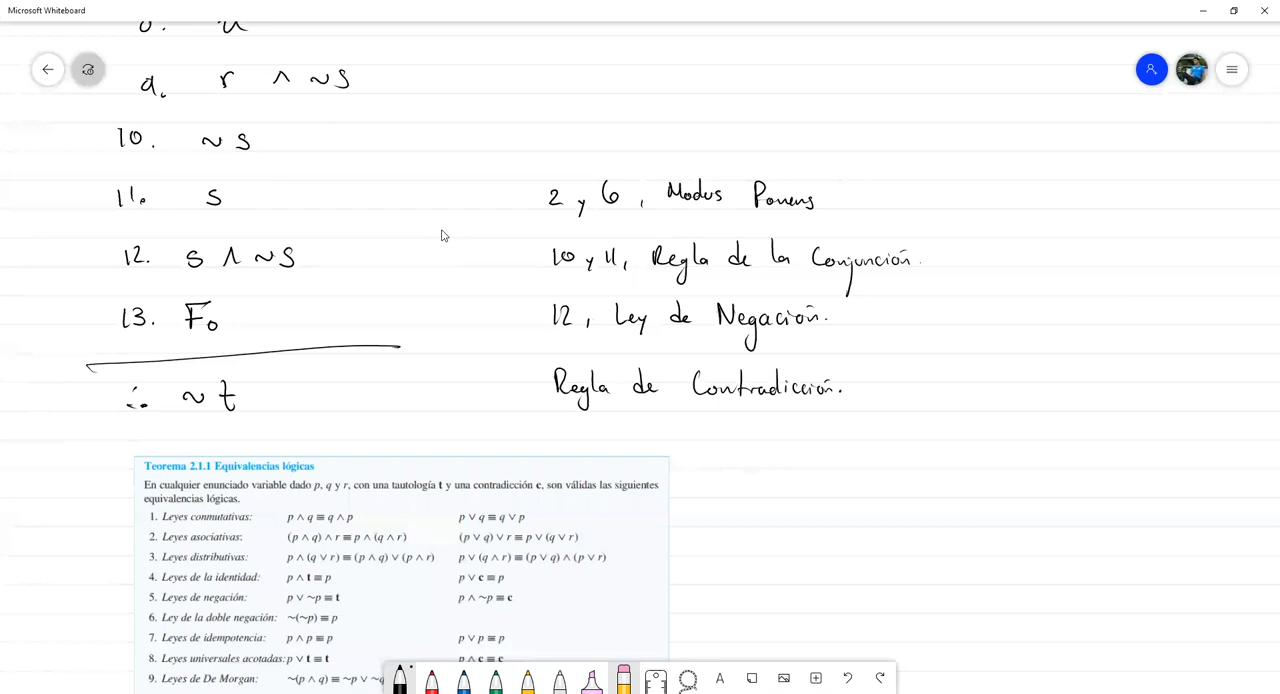 Microsoft Whiteboard
a. r ∧ ~S
10. ~S
11. S 2 y 6, Modus Ponens
12. S ∧ ~S 10 y 11, Regla de la Conjunción.
13. F₀ 12, Ley de Negación.
∴ ~t Regla de Contradicción.
Teorema 2.1.1 Equivalencias lógicas
En cualquier enunciado variable dado p, q y r, con una tautología t y una contradicción c, son válidas las siguientes
equivalencias lógicas.
1. Leyes conmutativas: p ∧ q ≡ q ∧ p p ∨ q ≡ q ∨ p
2. Leyes asociativas: (p ∧ q) ∧ r ≡ p ∧ (q ∧ r) (p ∨ q) ∨ r ≡ p ∨ (q ∨ r)
3. Leyes distributivas: p ∧ (q ∨ r) ≡ (p ∧ q) ∨ (p ∧ r) p ∨ (q ∧ r) ≡ (p ∨ q) ∧ (p ∨ r)
4. Leyes de la identidad: p ∧ t ≡ p p ∨ c ≡ p
5. Leyes de negación: p ∨ ~p ≡ t p ∧ ~p ≡ c
6. Ley de la doble negación: ~(~p) ≡ p
7. Leyes de idempotencia: p ∧ p ≡ p p ∨ p ≡ p
8. Leyes universales acotadas: p ∨ t ≡ t p ∧ c ≡ c
9. Leyes de De Morgan: ~(p ∧ q) ≡ ~p ∨ ~q